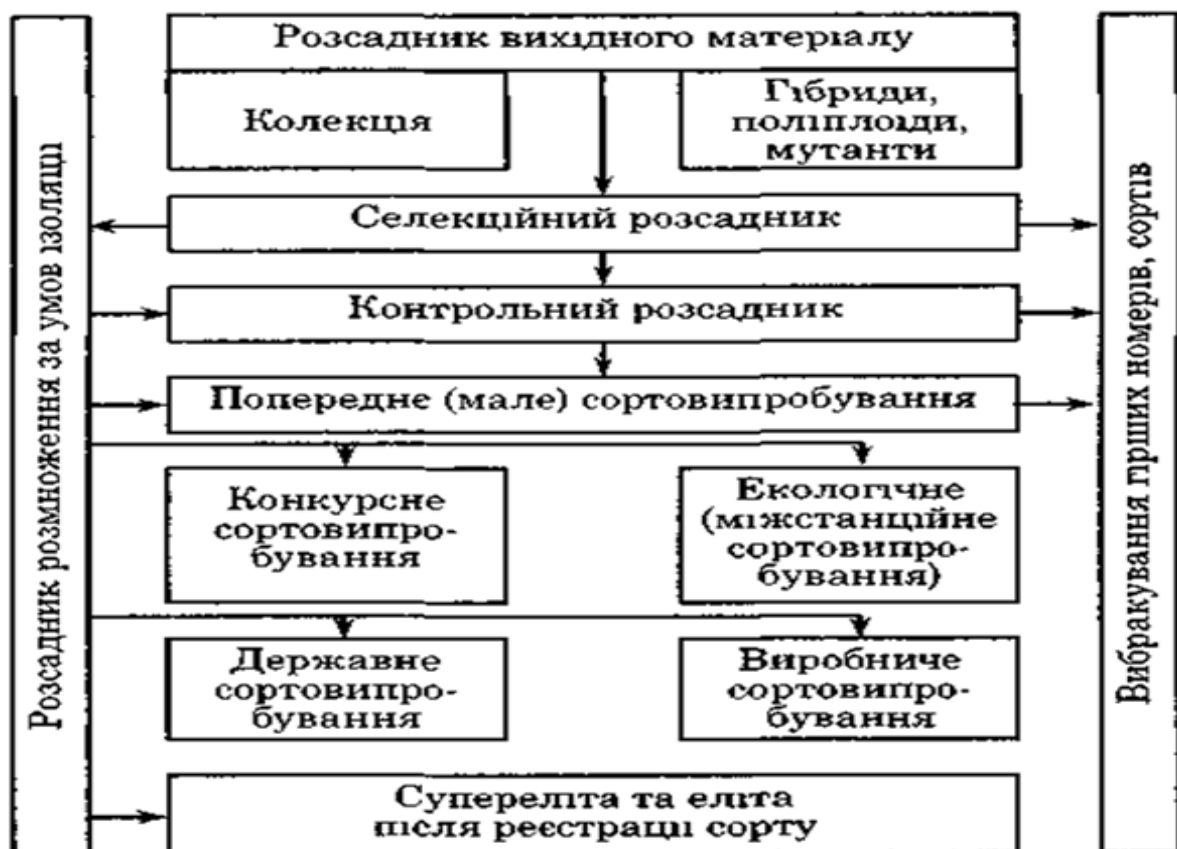 Розсадник вихідного матеріалу
Колекція
Гібриди,
поліплоїди,
мутанти
Селекційний розсадник
Контрольний розсадник
Попереднє (мале) сортовипробування
Конкурсне
сортовипро-
бування
Екологічне
(міжстанційне
сортовипро-
бування)
Державне
сортовипро-
бування
Виробниче
сортовипро-
бування
Супереліта та еліта
після реєстрації сорту
Розсадник розмноження за умов ізоляції
Вибракування гірших номерів, сортів